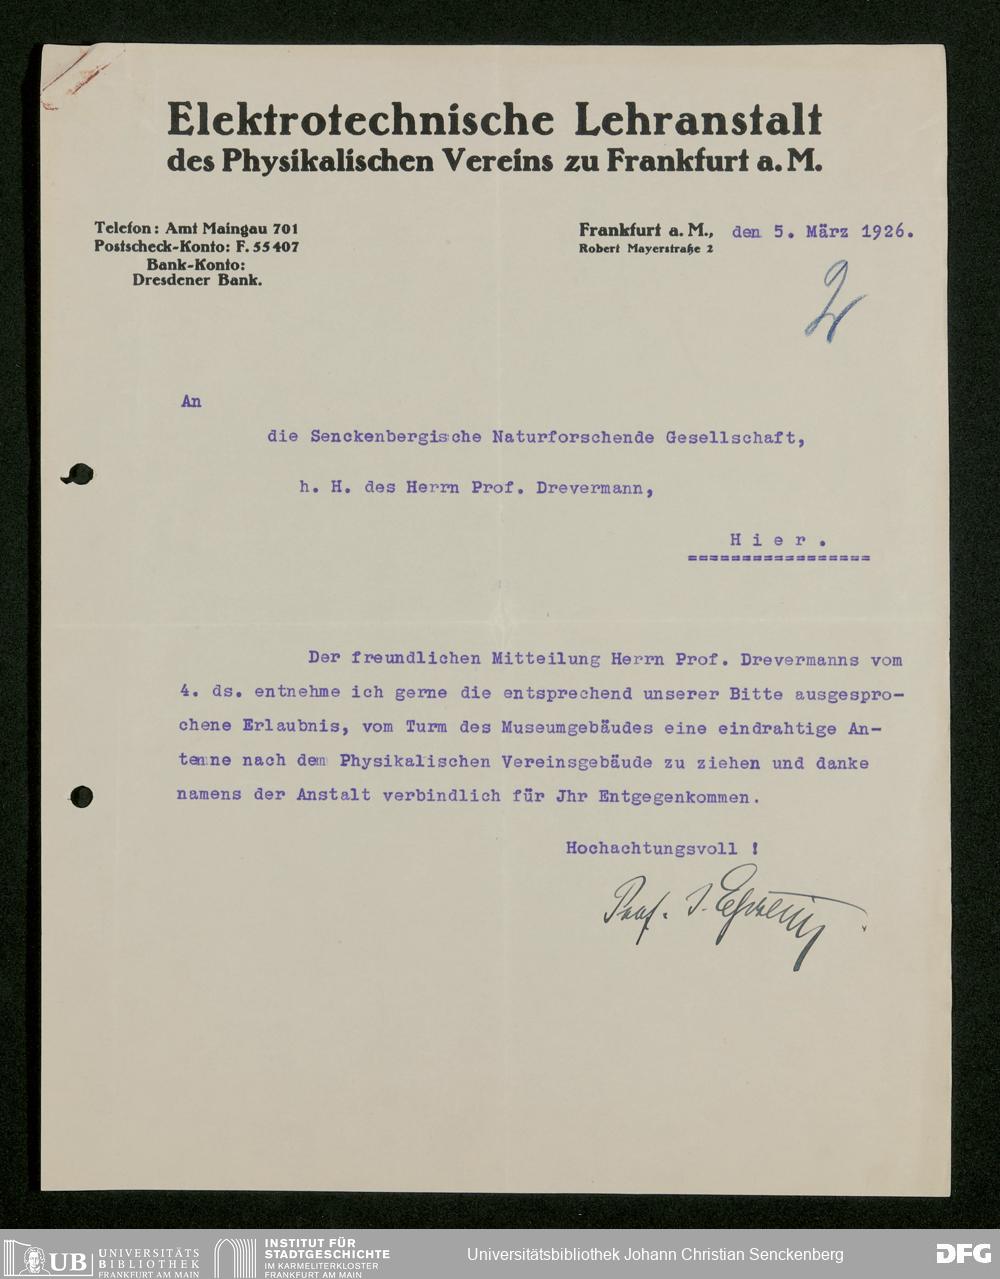 Elektrotechnische Lehranstalt
des Physikalischen Vereins zu Frankfurt a. M.
Telefon: Amt Maingau 701
Postscheck-Konto: F. 55407
Bank-Konto:
Dresdener Bank.
Frankfurt a. M., den 5. März 1926.
Robert Mayerstraße 2
An
die Senckenbergische Naturforschende Gesellschaft,
h. H. des Herrn Prof. Drevermann,
H i e r .
=================
Der freundlichen Mitteilung Herrn Prof. Drevermanns vom
4. ds. entnehme ich gerne die entsprechend unserer Bitte ausgespro-
chene Erlaubnis, vom Turm des Museumgebäudes eine eindrahtige An-
tenne nach dem Physikalischen Vereinsgebäude zu ziehen und danke
namens der Anstalt verbindlich für Jhr Entgegenkommen.
Hochachtungsvoll !
Prof.
UB UNIVERSITÄTS
BIBLIOTHEK
FRANKFURT AM MAIN
INSTITUT FÜR
STADTGESCHICHTE
IM KARMELITERKLOSTER
FRANKFURT AM MAIN
Universitätsbibliothek Johann Christian Senckenberg
DFG